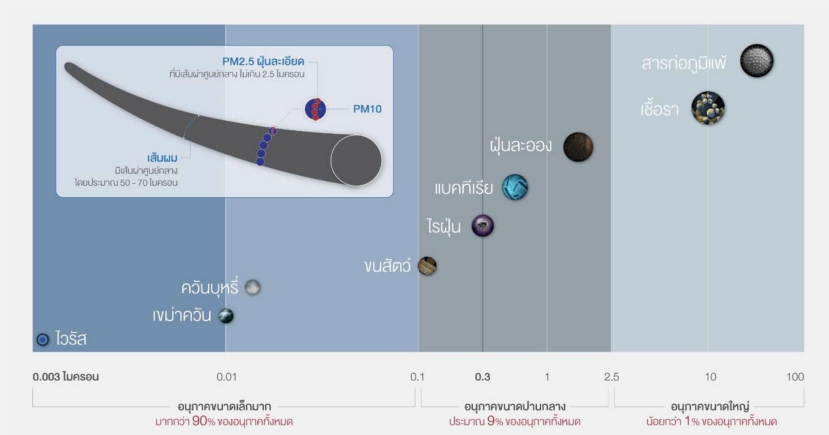 PM2.5 ฝุ่นละเอียด
ที่มีเส้นผ่าศูนย์กลาง ไม่เกิน 2.5 ไมครอน
PM10
เส้นผม
มีเส้นผ่าศูนย์กลาง
โดยประมาณ 50 - 70 ไมครอน
สารก่อภูมิแพ้
เชื้อรา
ฝุ่นละออง
แบคทีเรีย
ไรฝุ่น
ขนสัตว์
ควันบุหรี่
เขม่าควัน
ไวรัส
0.003 ไมครอน 0.01 0.1 0.3 1 2.5 10 100
อนุภาคขนาดเล็กมาก อนุภาคขนาดปานกลาง อนุภาคขนาดใหญ่
มากกว่า 90% ของอนุภาคทั้งหมด ประมาณ 9% ของอนุภาคทั้งหมด น้อยกว่า 1% ของอนุภาคทั้งหมด